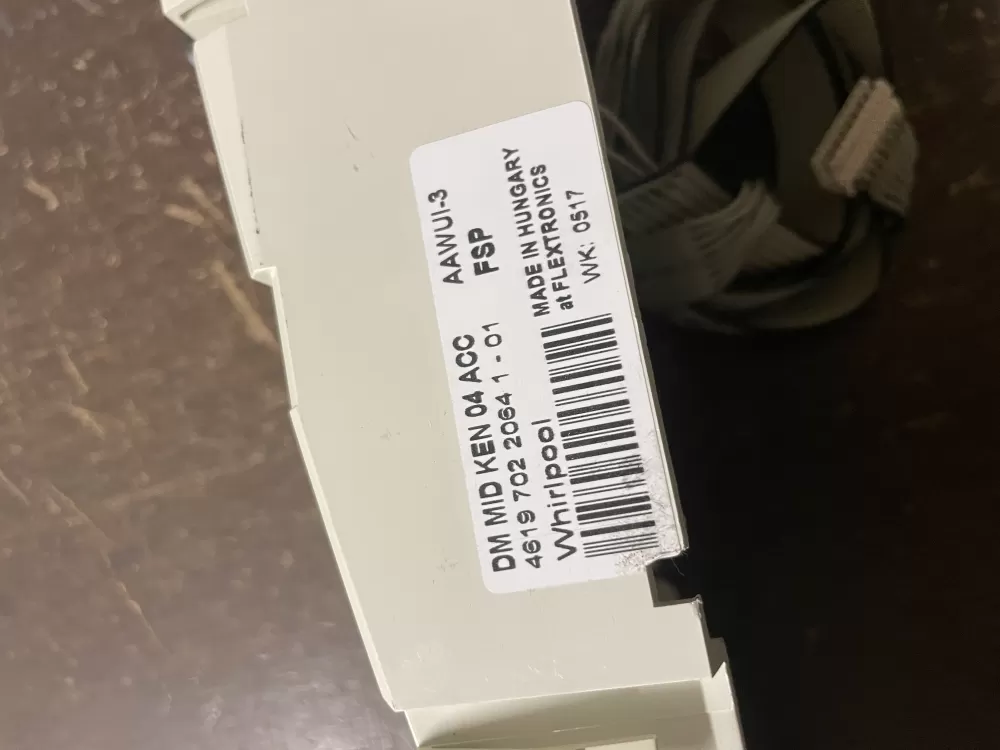 AAWUI-3
DM MID KEN 04 ACC FSP
4619 702 2064 1 - 01
Whirlpool
MADE IN HUNGARY
at FLEXTRONICS
WK: 0517